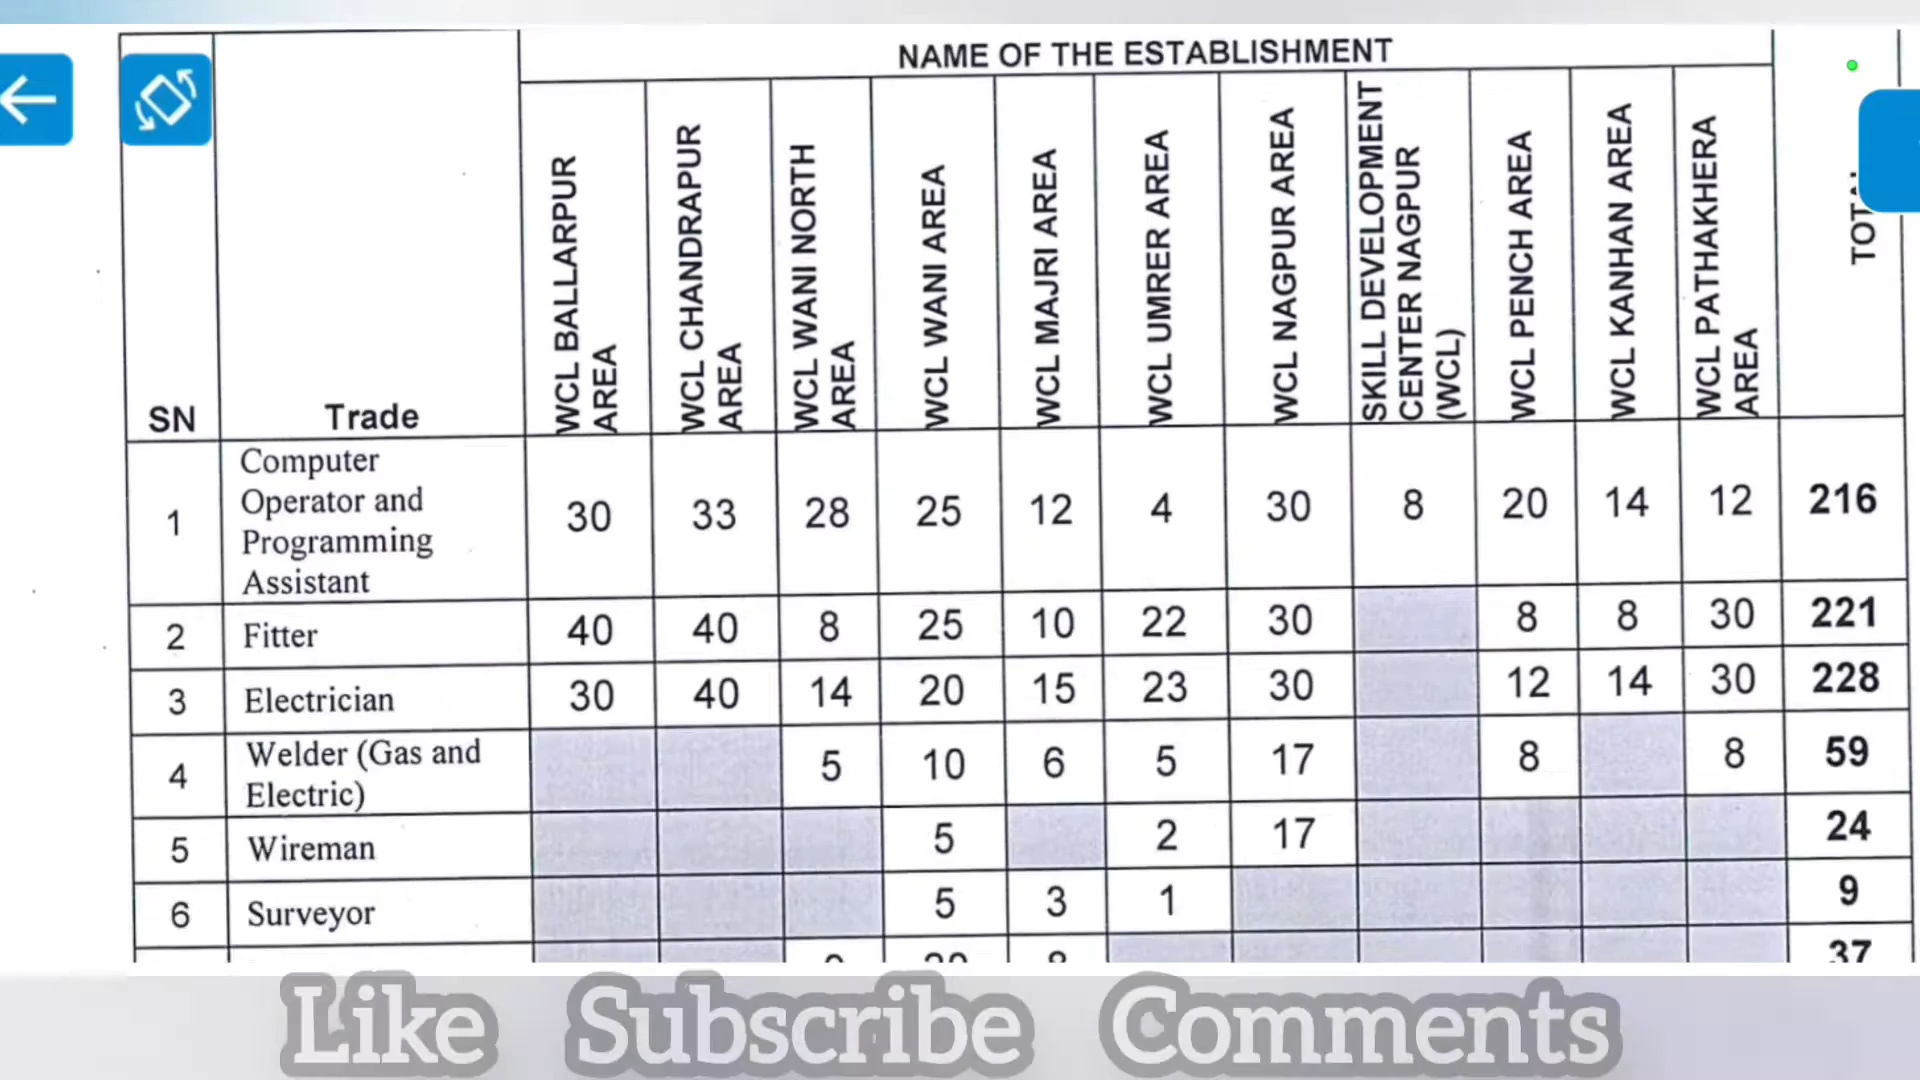 NAME OF THE ESTABLISHMENT
SN
Trade
WCL BALLARPUR
AREA
WCL CHANDRAPUR
AREA
WCL WANI NORTH
AREA
WCL WANI AREA
WCL MAJRI AREA
WCL UMRER AREA
WCL NAGPUR AREA
SKILL DEVELOPMENT
CENTER NAGPUR
(WCL)
WCL PENCH AREA
WCL KANHAN AREA
WCL PATHAKHERA
AREA
1
Computer
Operator and
Programming
Assistant
30 33 28 25 12 4 30 8 20 14 12 216
2 Fitter 40 40 8 25 10 22 30 8 8 30 221
3 Electrician 30 40 14 20 15 23 30 12 14 30 228
4
Welder (Gas and
Electric)
5 10 6 5 17 8 8 59
5 Wireman 5 2 17 24
6 Surveyor 5 3 1 9
37
Like Subscribe Comments